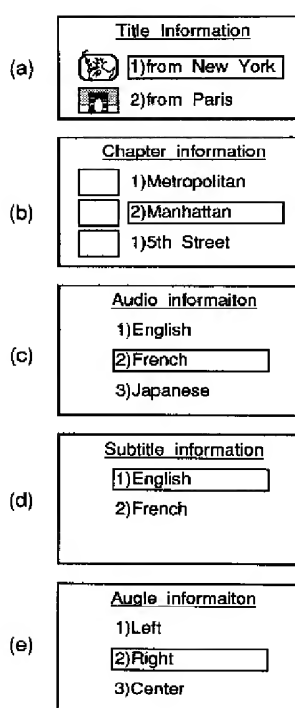 Title Information
(a)
1)from New York
2)from Paris
Chapter information
(b)
1)Metropolitan
2)Manhattan
1)5th Street
Audio informaiton
1)English
(c)
2)French
3)Japanese
Subtitle information
1)English
(d)
2)French
Augle informaiton
1)Left
(e)
2)Right
3)Center